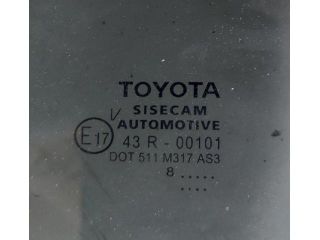 TOYOTA
V SISECAM
AUTOMOTIVE
E17 43 R - 00101
DOT 511 M317 AS3
8 .....
....